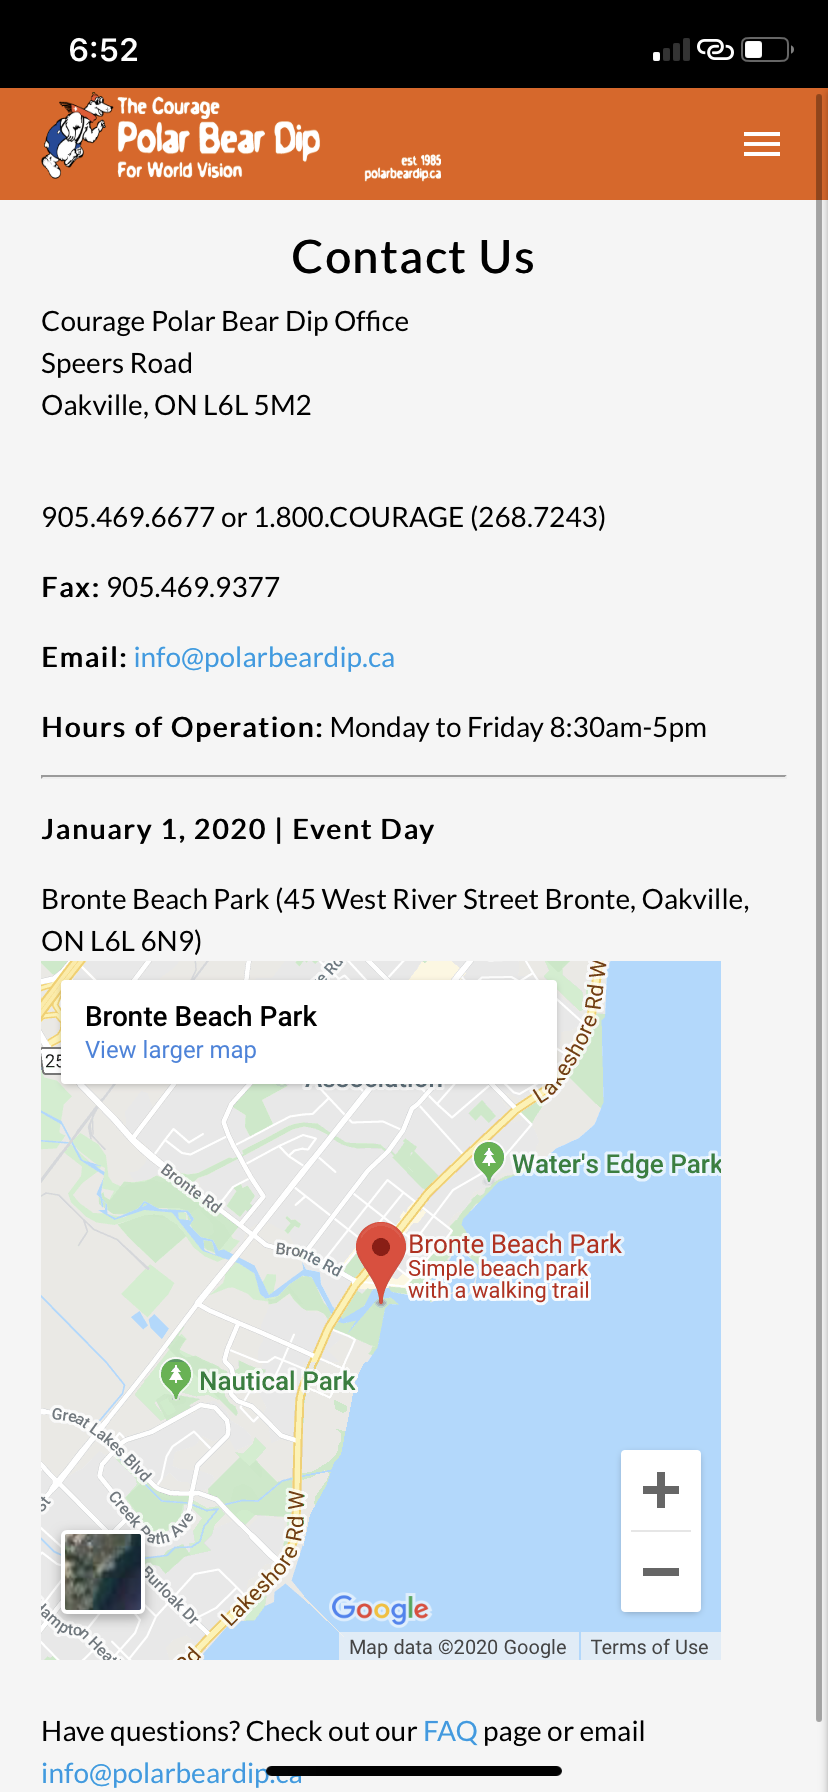 6:52
The Courage
Polar Bear Dip
For World Vision
est 1985
polarbeardip.ca
Contact Us
Courage Polar Bear Dip Office
Speers Road
Oakville, ON L6L 5M2
905.469.6677 or 1.800.COURAGE (268.7243)
Fax: 905.469.9377
Email: info@polarbeardip.ca
Hours of Operation: Monday to Friday 8:30am-5pm
January 1, 2020 | Event Day
Bronte Beach Park (45 West River Street Bronte, Oakville,
ON L6L 6N9)
Bronte Beach Park
View larger map
25
Association
Lakeshore Rd W
Water's Edge Park
Bronte Rd
Bronte Rd
Bronte Beach Park
Simple beach park
with a walking trail
Nautical Park
Great Lakes Blvd
Creek Path Ave
Burloak Dr
Lakeshore Rd W
Google
Map data ©2020 Google
Terms of Use
Have questions? Check out our FAQ page or email
info@polarbeardip.ca